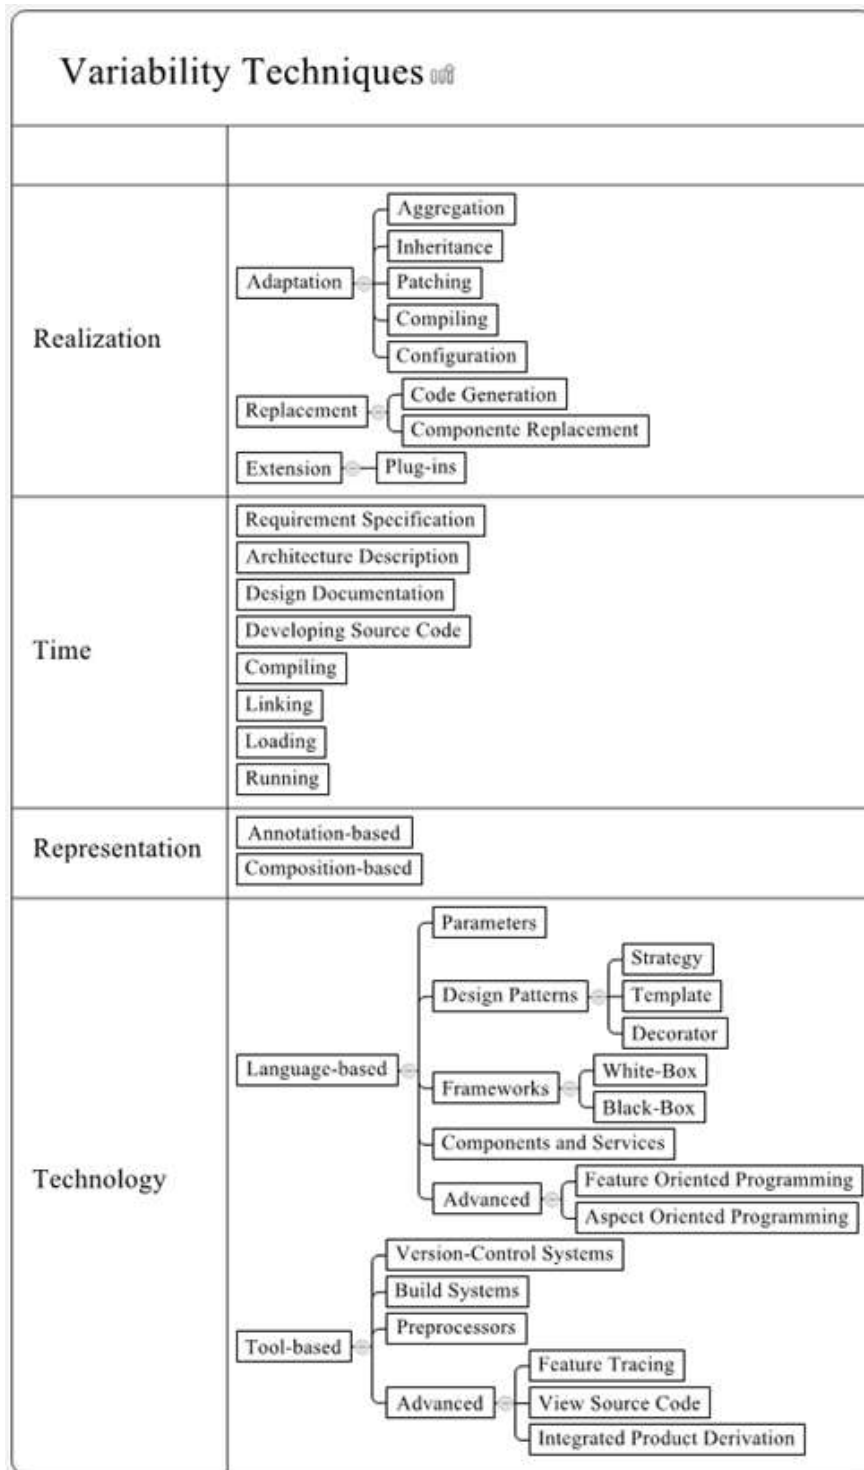 Variability Techniques
Realization
Adaptation
Aggregation
Inheritance
Patching
Compiling
Configuration
Replacement
Code Generation
Componente Replacement
Extension
Plug-ins
Time
Requirement Specification
Architecture Description
Design Documentation
Developing Source Code
Compiling
Linking
Loading
Running
Representation
Annotation-based
Composition-based
Technology
Language-based
Parameters
Design Patterns
Strategy
Template
Decorator
Frameworks
White-Box
Black-Box
Components and Services
Advanced
Feature Oriented Programming
Aspect Oriented Programming
Tool-based
Version-Control Systems
Build Systems
Preprocessors
Advanced
Feature Tracing
View Source Code
Integrated Product Derivation